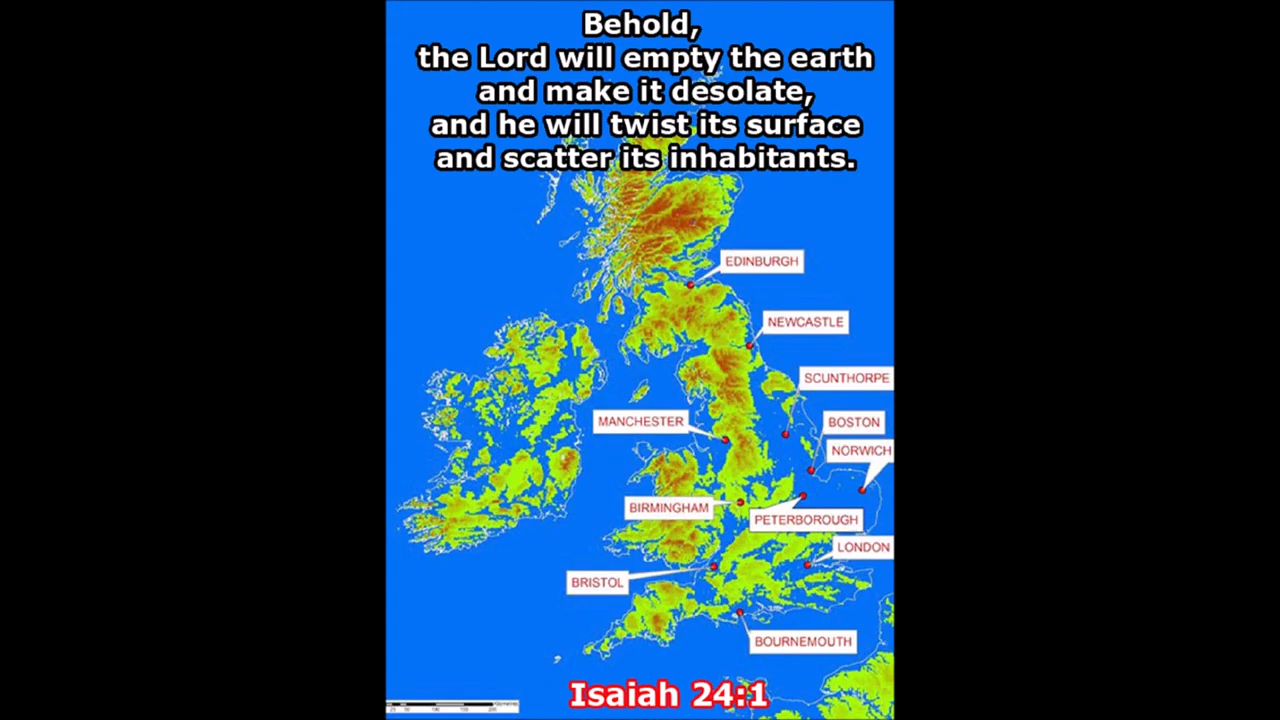 Behold,
the Lord will empty the earth
and make it desolate,
and he will twist its surface
and scatter its inhabitants.
EDINBURGH
NEWCASTLE
SCUNTHORPE
MANCHESTER
BOSTON
NORWICH
BIRMINGHAM
PETERBOROUGH
LONDON
BRISTOL
BOURNEMOUTH
Isaiah 24:1